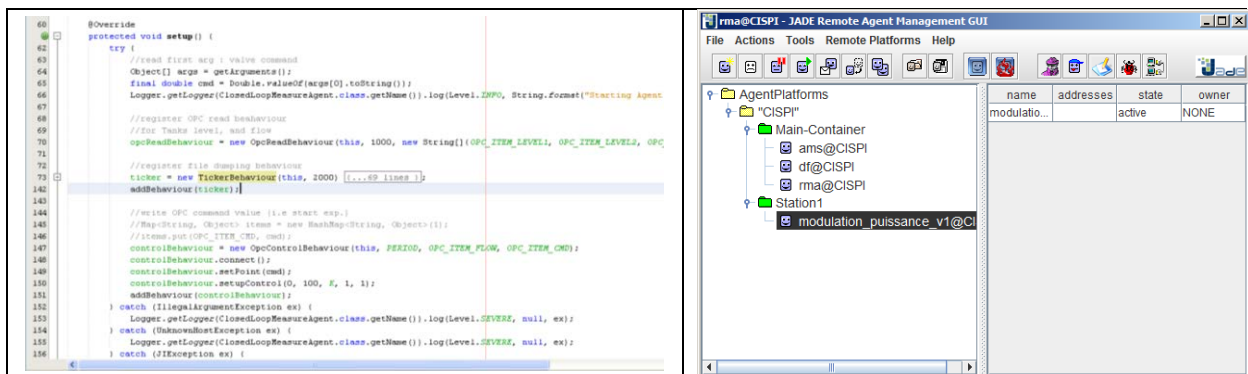 60 @Override
protected void setup() {
62 try {
63 //read first arg : valve command
64 Object[] args = getArguments();
65 final double cmd = Double.valueOf(args[0].toString());
66 Logger.getLogger(ClosedLoopMeasureAgent.class.getName()).log(Level.INFO, String.format("Starting Agent
67
68 //register OPC read beahaviour
69 //for Tanks level, and flow
70 opcReadBehaviour = new OpcReadBehaviour(this, 1000, new String[]{OPC_ITEM_LEVEL1, OPC_ITEM_LEVEL2, OPC_
71
72 //register file dumping behaviour
73 ticker = new TickerBehaviour(this, 2000) {...69 lines };
142 addBehaviour(ticker);
143
144 //write OPC command value (i.e start exp.)
145 //Map<String, Object> items = new HashMap<String, Object>(1);
146 //items.put(OPC_ITEM_CMD, cmd);
147 controlBehaviour = new OpcControlBehaviour(this, PERIOD, OPC_ITEM_FLOW, OPC_ITEM_CMD);
148 controlBehaviour.connect();
149 controlBehaviour.setPoint(cmd);
150 controlBehaviour.setupControl(0, 100, K, 1, 1);
151 addBehaviour(controlBehaviour);
152 } catch (IllegalArgumentException ex) {
153 Logger.getLogger(ClosedLoopMeasureAgent.class.getName()).log(Level.SEVERE, null, ex);
154 } catch (UnknownHostException ex) {
155 Logger.getLogger(ClosedLoopMeasureAgent.class.getName()).log(Level.SEVERE, null, ex);
156 } catch (JIException ex) {
rma@CISPI - JADE Remote Agent Management GUI
File Actions Tools Remote Platforms Help
Jade
AgentPlatforms
"CISPI"
Main-Container
ams@CISPI
df@CISPI
rma@CISPI
Station1
modulation_puissance_v1@CI
name addresses state owner
modulatio... active NONE